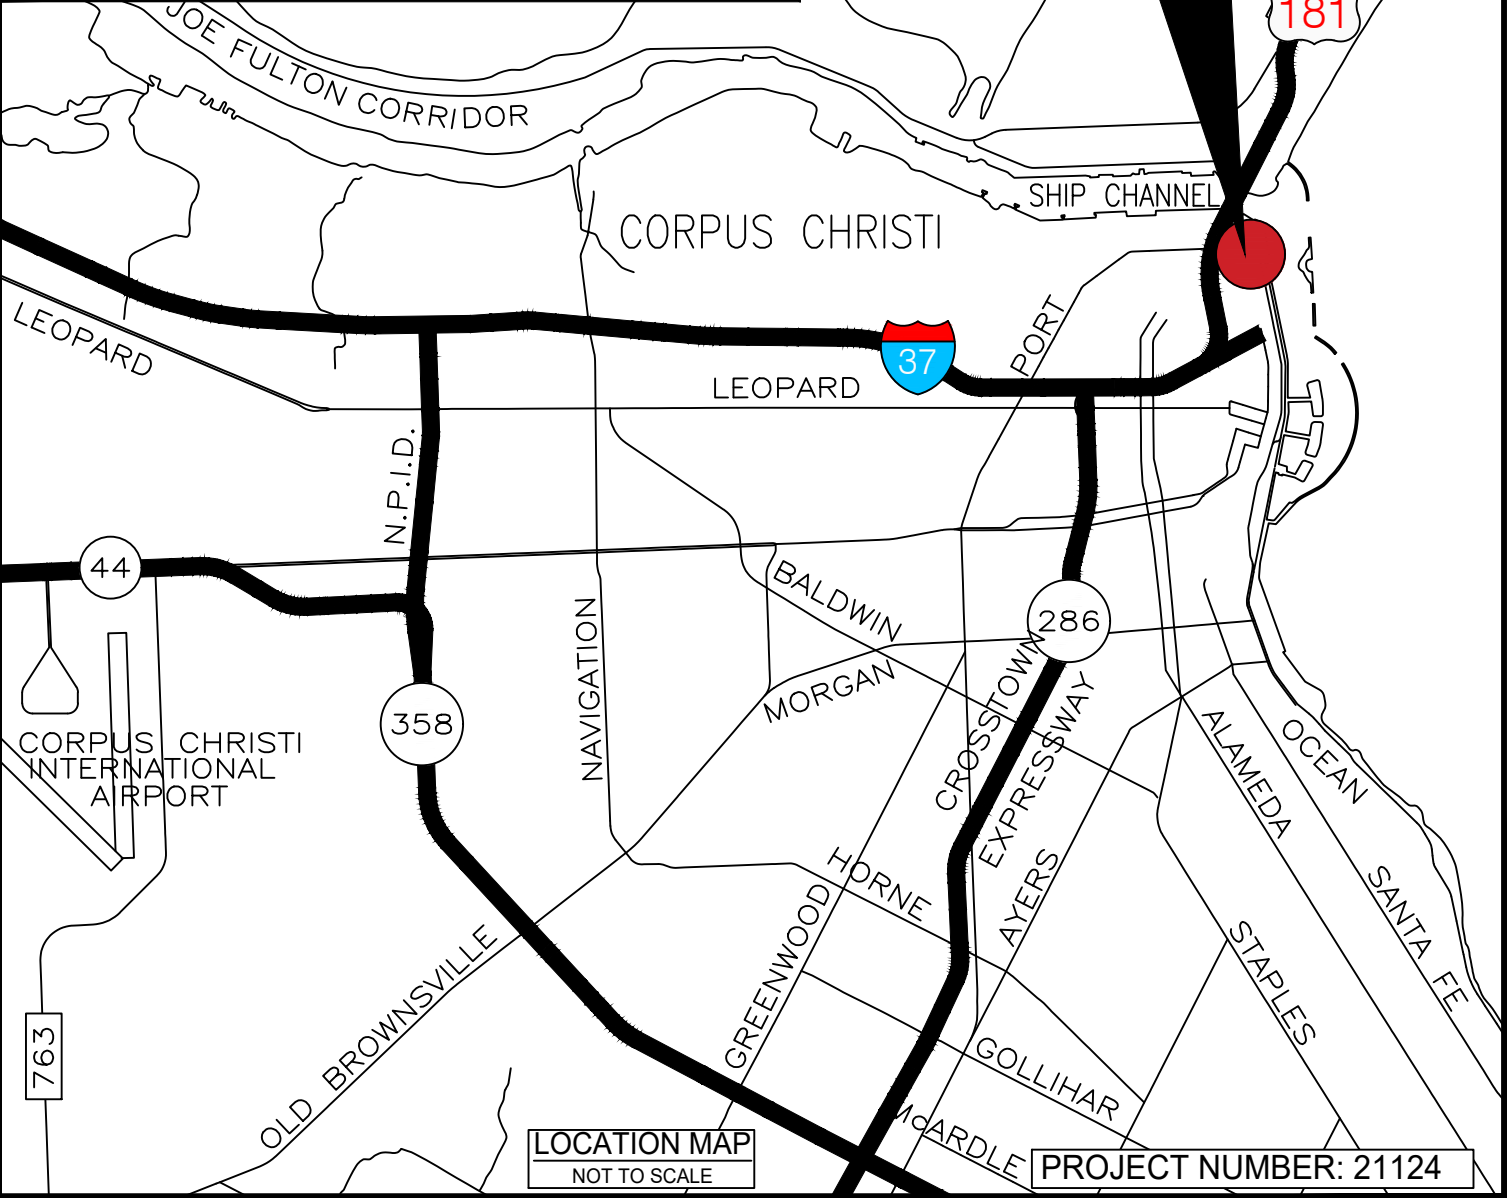 181
JOE FULTON CORRIDOR
SHIP CHANNEL
CORPUS CHRISTI
LEOPARD
PORT
37
LEOPARD
N.P.I.D.
44
BALDWIN
286
NAVIGATION
MORGAN
CROSSTOWN
EXPRESSWAY
358
CORPUS CHRISTI
INTERNATIONAL
AIRPORT
ALAMEDA
OCEAN
HORNE
AYERS
GREENWOOD
SANTA FE
STAPLES
OLD BROWNSVILLE
763
GOLLIHAR
McARDLE
LOCATION MAP
NOT TO SCALE
PROJECT NUMBER: 21124